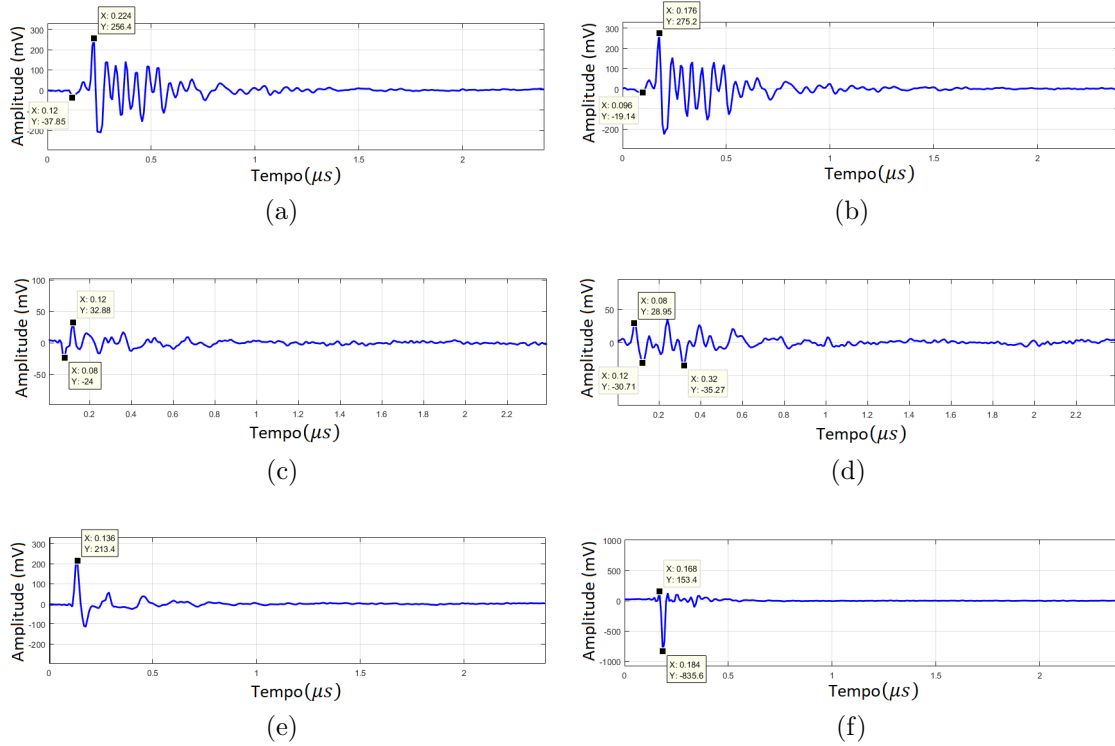 X: 0.224
Y: 256.4
300
200
100
0
-200
X: 0.12
Y: -37.85
Amplitude (mV)
0
0.5
1
1.5
2
Tempo(μs)
(a)
X: 0.176
Y: 275.2
300
200
100
0
-200
X: 0.096
Y: -19.14
Amplitude (mV)
0
0.5
1
1.5
2
Tempo(μs)
(b)
100
50
0
-50
X: 0.12
Y: 32.88
X: 0.08
Y: -24
Amplitude (mV)
0.2
0.4
0.6
0.8
1
1.2
1.4
1.6
1.8
2
2.2
Tempo(μs)
(c)
50
0
X: 0.08
Y: 28.95
X: 0.12
Y: -30.71
X: 0.32
Y: -35.27
Amplitude (mV)
0.2
0.4
0.6
0.8
1
1.2
1.4
1.6
1.8
2
2.2
Tempo(μs)
(d)
X: 0.136
Y: 213.4
300
200
100
0
-100
-200
Amplitude (mV)
0
0.5
1
1.5
2
Tempo(μs)
(e)
1000
500
0
-500
-1000
X: 0.168
Y: 153.4
X: 0.184
Y: -835.6
Amplitude (mV)
0
0.5
1
1.5
2
Tempo(μs)
(f)